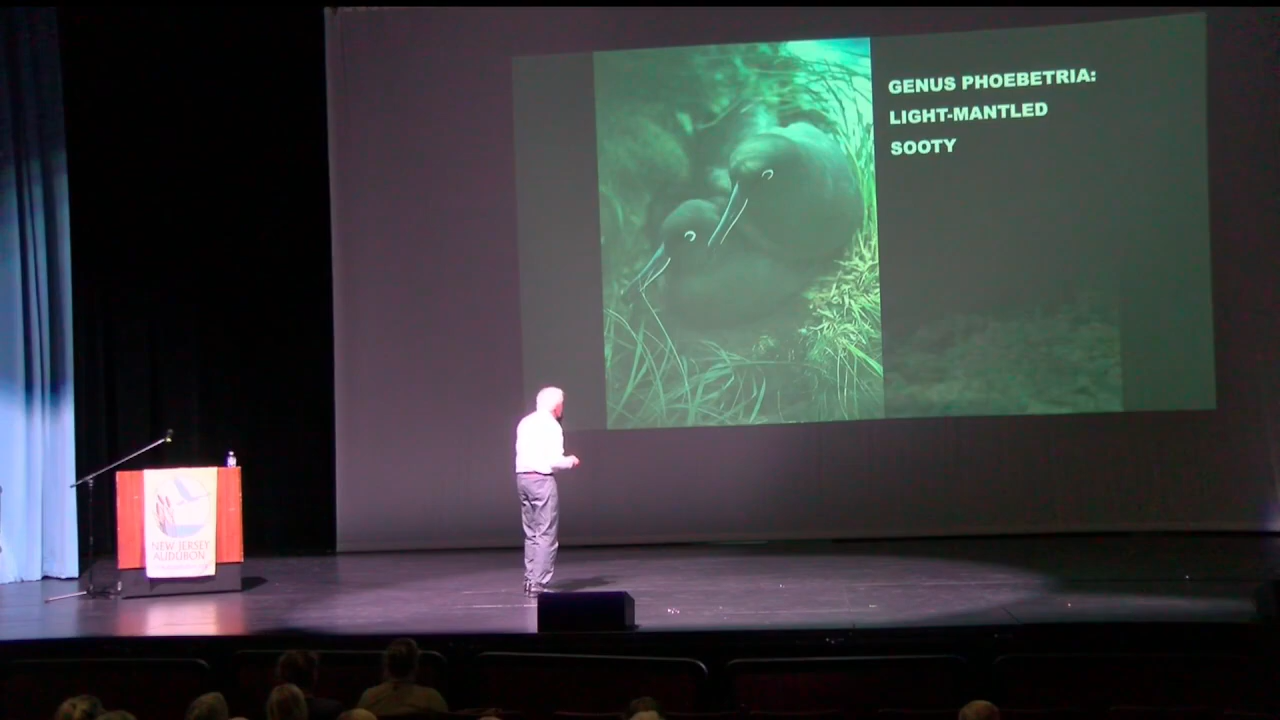 GENUS PHOEBETRIA:
LIGHT-MANTLED
SOOTY
NEW JERSEY
AUDUBON